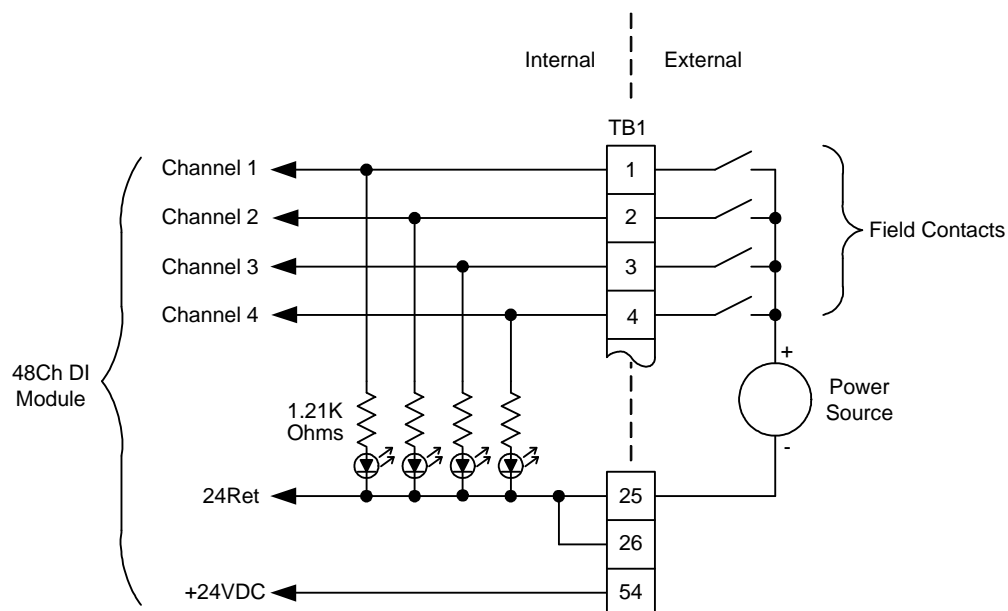 Internal
External
TB1
Channel 1
1
Channel 2
2
Channel 3
3
Field Contacts
Channel 4
4
48Ch DI
Module
1.21K
Ohms
+
Power
Source
-
24Ret
25
26
+24VDC
54